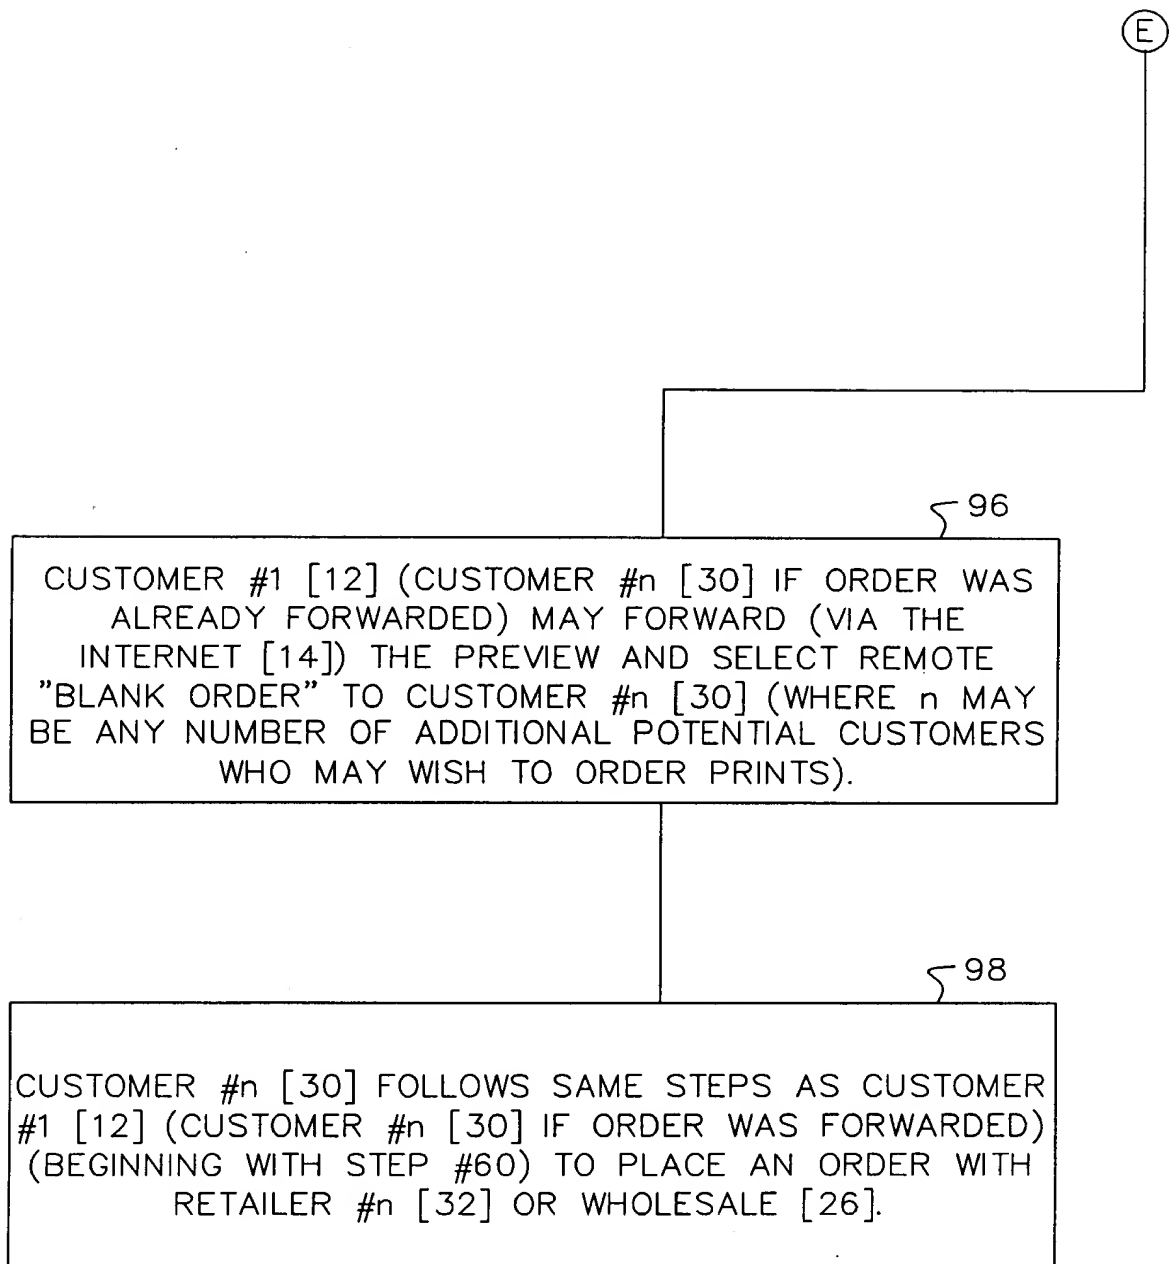 E
96
CUSTOMER #1 [12] (CUSTOMER #n [30] IF ORDER WAS
ALREADY FORWARDED) MAY FORWARD (VIA THE
INTERNET [14]) THE PREVIEW AND SELECT REMOTE
"BLANK ORDER" TO CUSTOMER #n [30] (WHERE n MAY
BE ANY NUMBER OF ADDITIONAL POTENTIAL CUSTOMERS
WHO MAY WISH TO ORDER PRINTS).
98
CUSTOMER #n [30] FOLLOWS SAME STEPS AS CUSTOMER
#1 [12] (CUSTOMER #n [30] IF ORDER WAS FORWARDED)
(BEGINNING WITH STEP #60) TO PLACE AN ORDER WITH
RETAILER #n [32] OR WHOLESALE [26].